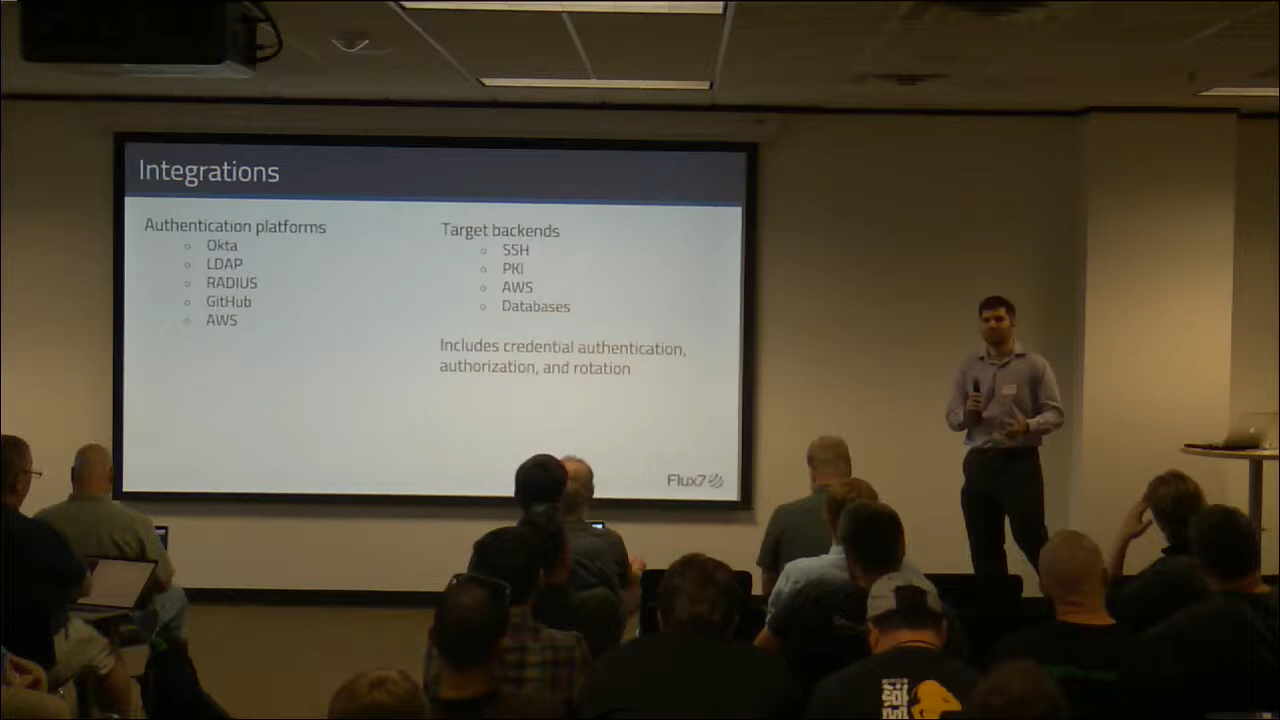 Integrations
Authentication platforms
Okta
LDAP
RADIUS
GitHub
AWS
Target backends
SSH
PKI
AWS
Databases
Includes credential authentication,
authorization, and rotation
Flux7